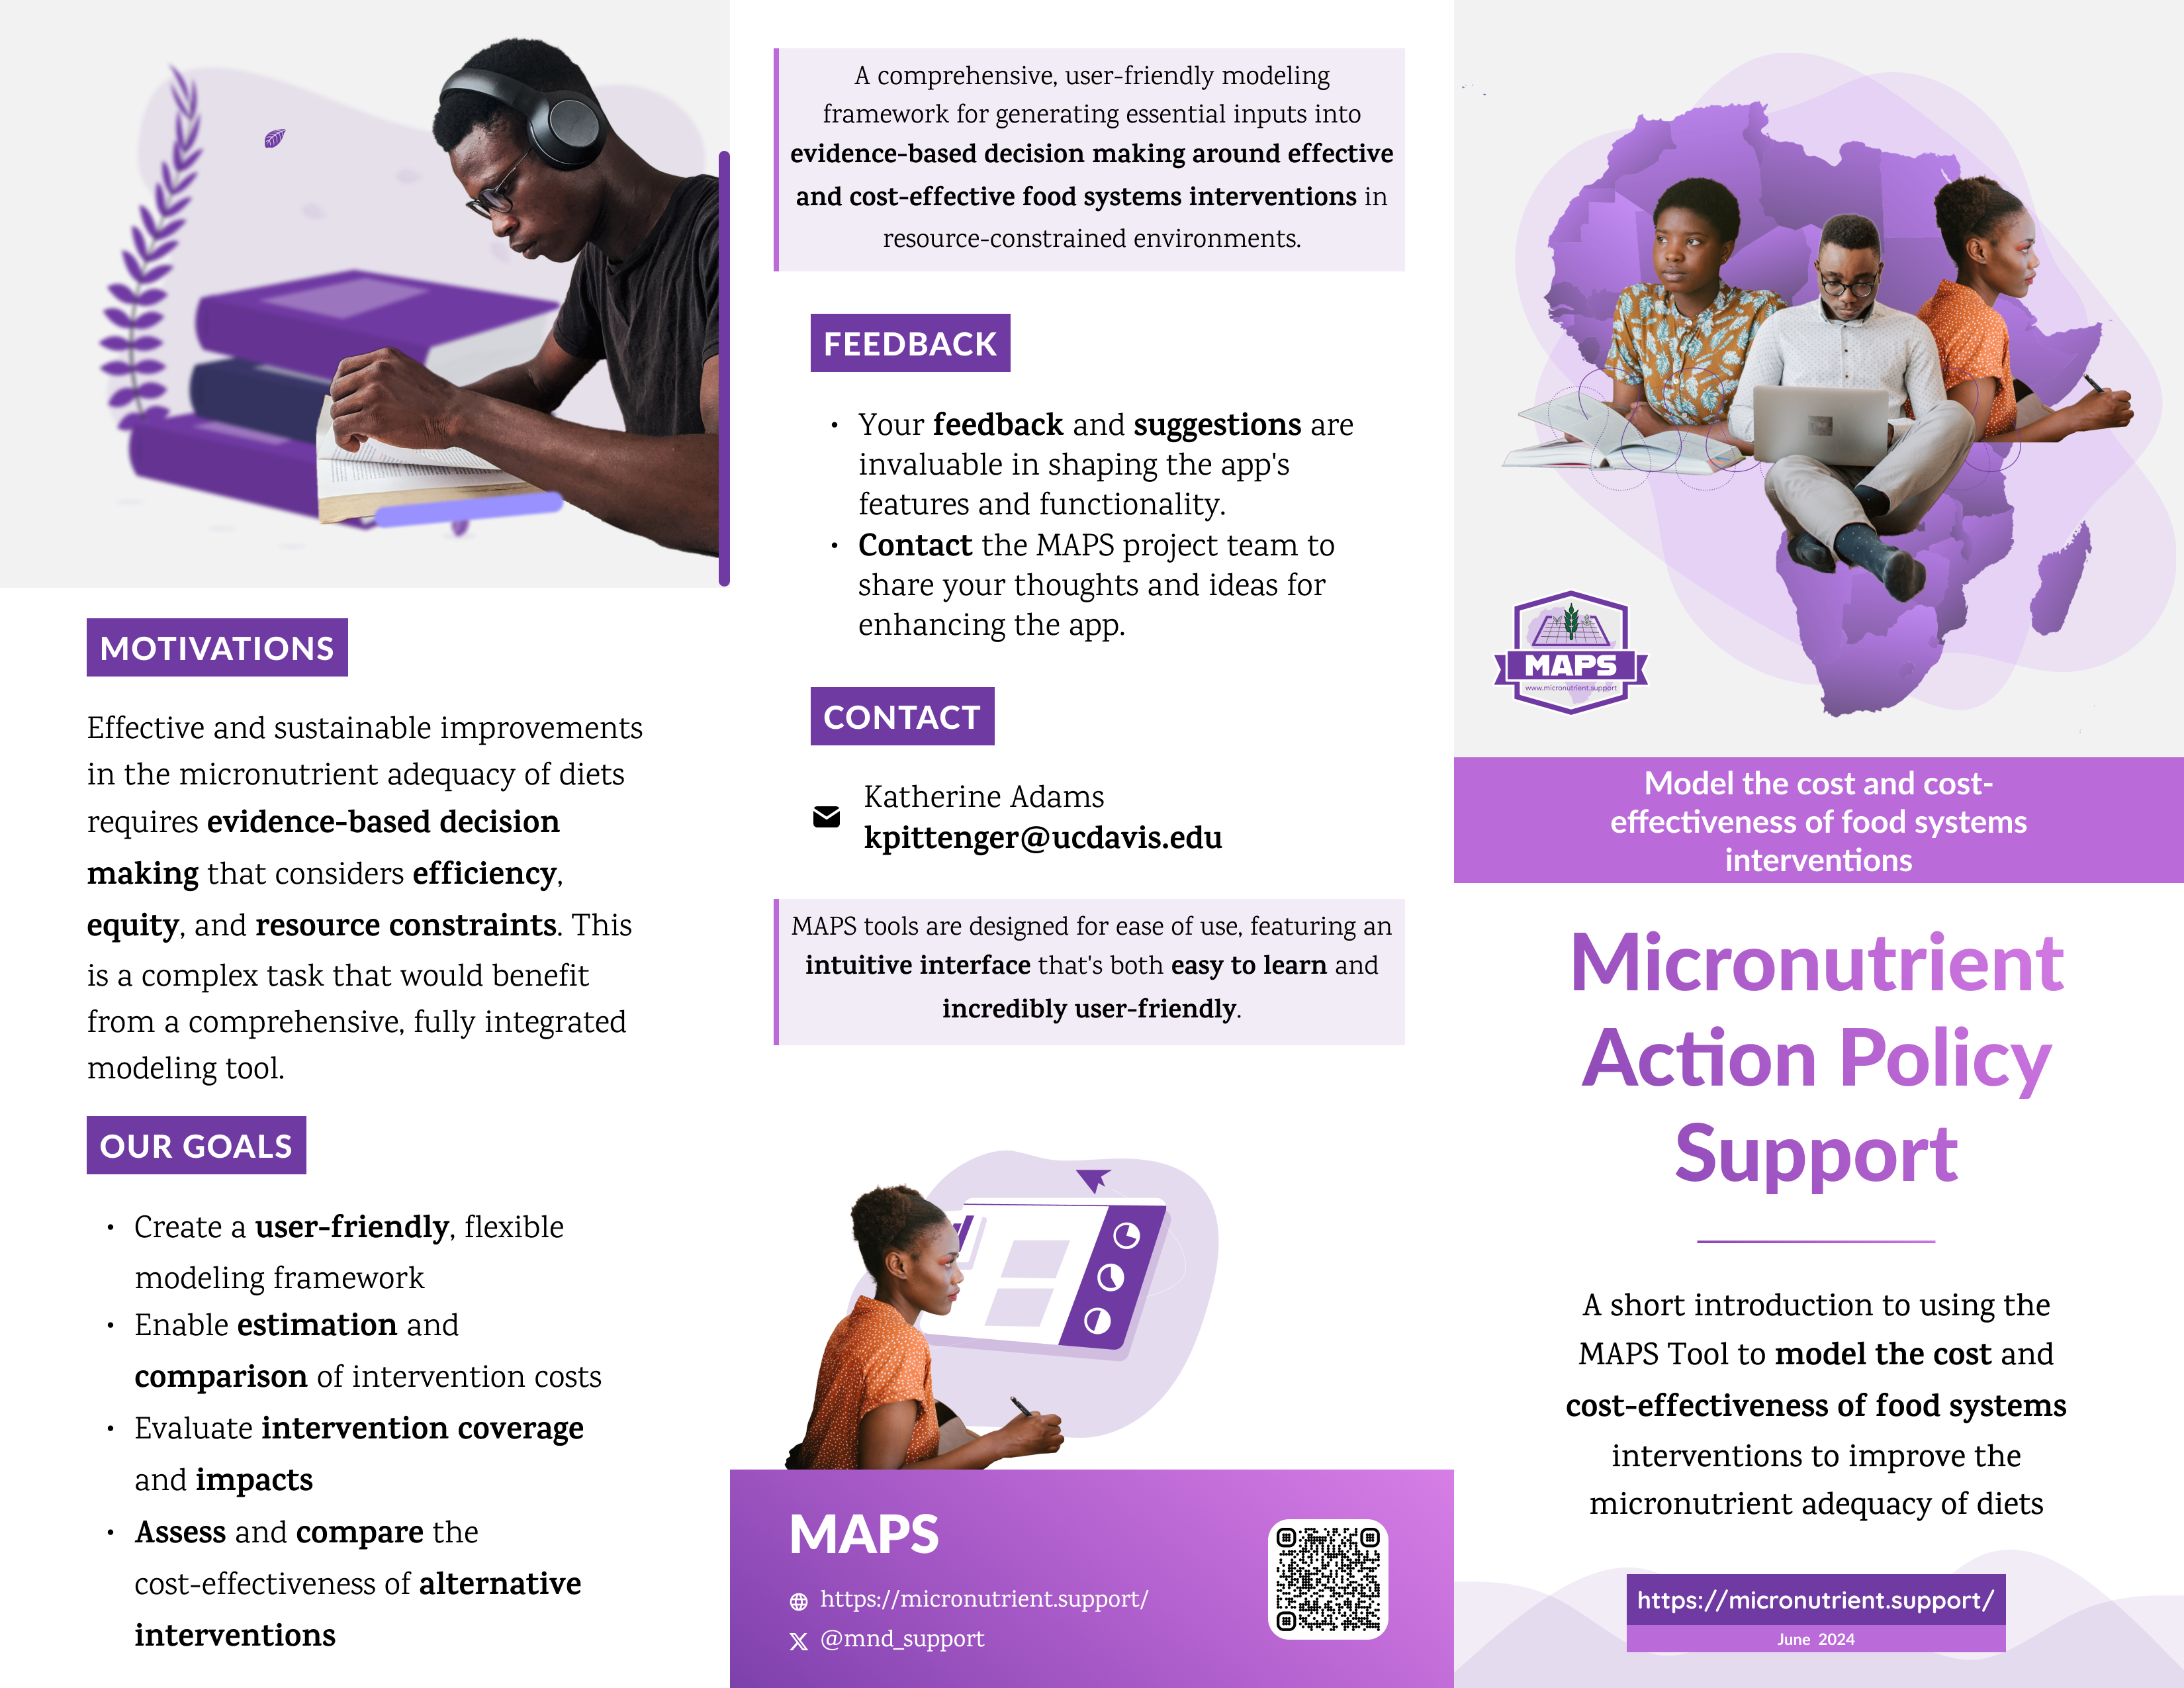 MOTIVATIONS
Effective and sustainable improvements
in the micronutrient adequacy of diets
requires evidence-based decision
making that considers efficiency,
equity, and resource constraints. This
is a complex task that would benefit
from a comprehensive, fully integrated
modeling tool.
OUR GOALS
• Create a user-friendly, flexible
modeling framework
• Enable estimation and
comparison of intervention costs
• Evaluate intervention coverage
and impacts
• Assess and compare the
cost-effectiveness of alternative
interventions
A comprehensive, user-friendly modeling
framework for generating essential inputs into
evidence-based decision making around effective
and cost-effective food systems interventions in
resource-constrained environments.
FEEDBACK
• Your feedback and suggestions are
invaluable in shaping the app's
features and functionality.
• Contact the MAPS project team to
share your thoughts and ideas for
enhancing the app.
CONTACT
Katherine Adams
kpittenger@ucdavis.edu
MAPS tools are designed for ease of use, featuring an
intuitive interface that's both easy to learn and
incredibly user-friendly.
MAPS
https://micronutrient.support/
@mnd_support
MAPS
www.micronutrient.support
Model the cost and cost-
effectiveness of food systems
interventions
Micronutrient
Action Policy
Support
A short introduction to using the
MAPS Tool to model the cost and
cost-effectiveness of food systems
interventions to improve the
micronutrient adequacy of diets
https://micronutrient.support/
June 2024